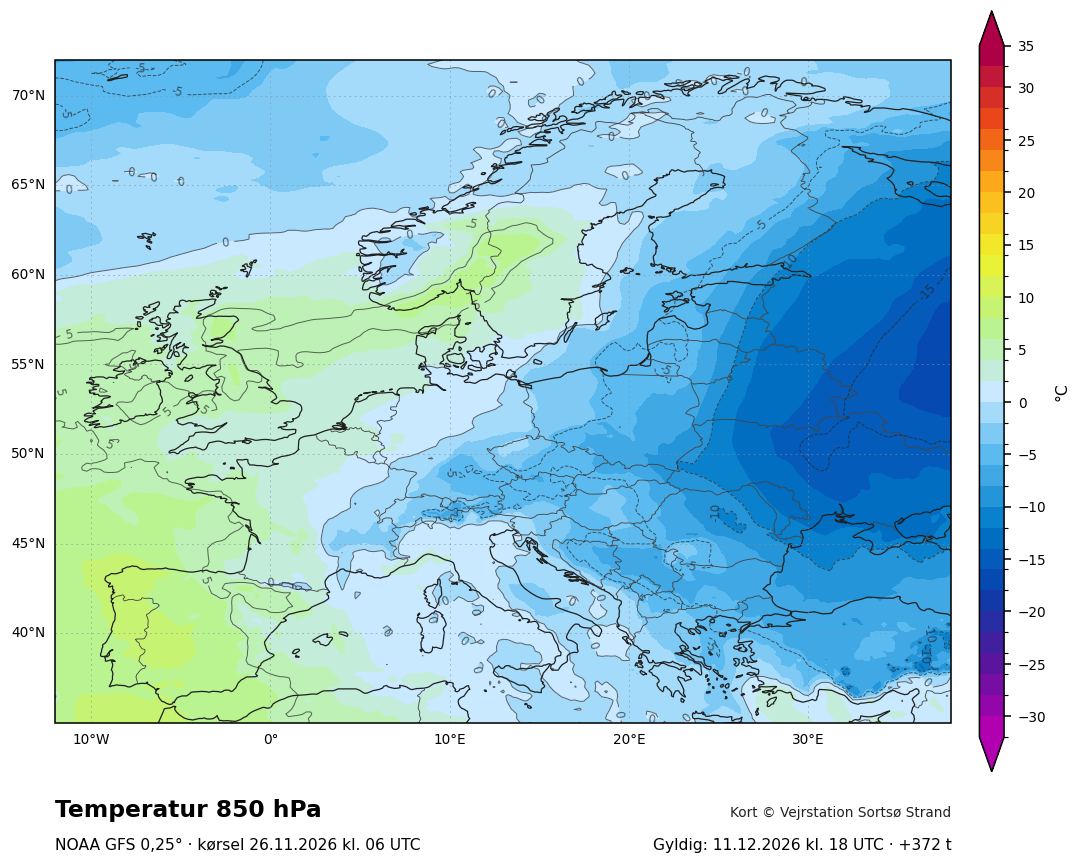 70°N
65°N
60°N
55°N
50°N
45°N
40°N
10°W
0°
10°E
20°E
30°E
35
30
25
20
15
10
5
0
−5
−10
−15
−20
−25
−30
°C
Temperatur 850 hPa
Kort © Vejrstation Sortsø Strand
NOAA GFS 0,25° · kørsel 26.11.2026 kl. 06 UTC
Gyldig: 11.12.2026 kl. 18 UTC · +372 t